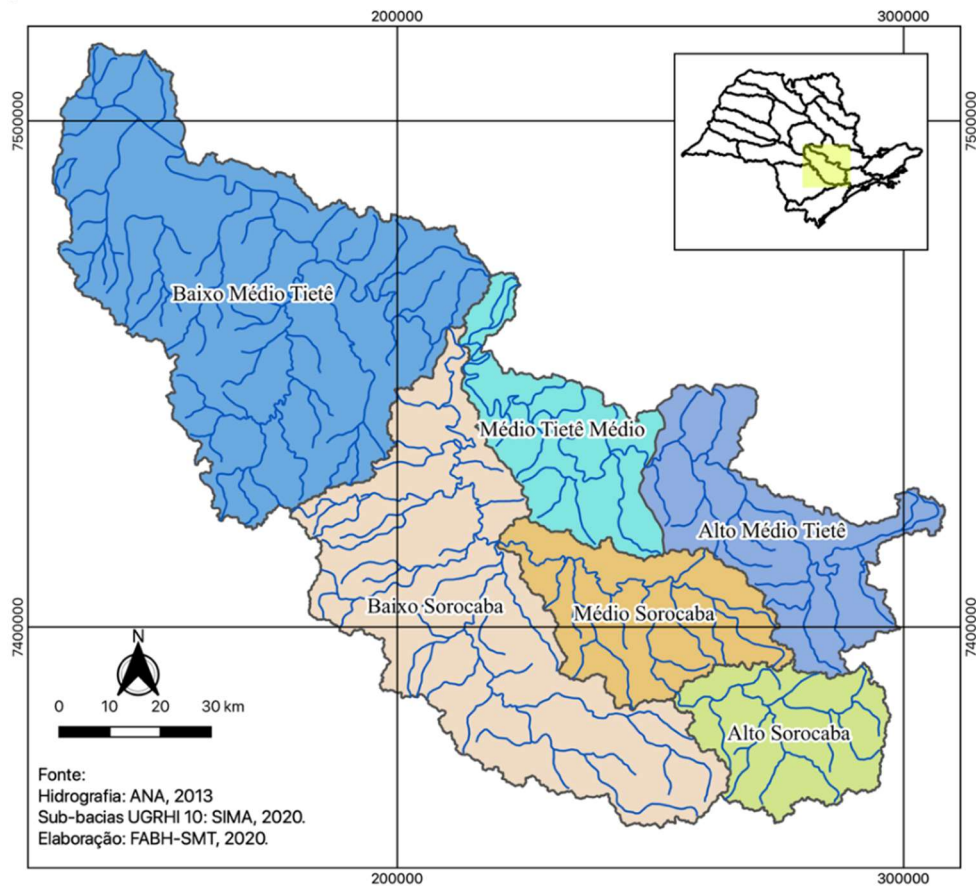 200000
300000
7500000
7500000
Baixo Médio Tietê
Médio Tietê Médio
Alto Médio Tietê
Baixo Sorocaba
Médio Sorocaba
7400000
7400000
Alto Sorocaba
N
0 10 20 30 km
Fonte:
Hidrografia: ANA, 2013
Sub-bacias UGRHI 10: SIMA, 2020.
Elaboração: FABH-SMT, 2020.
200000
300000